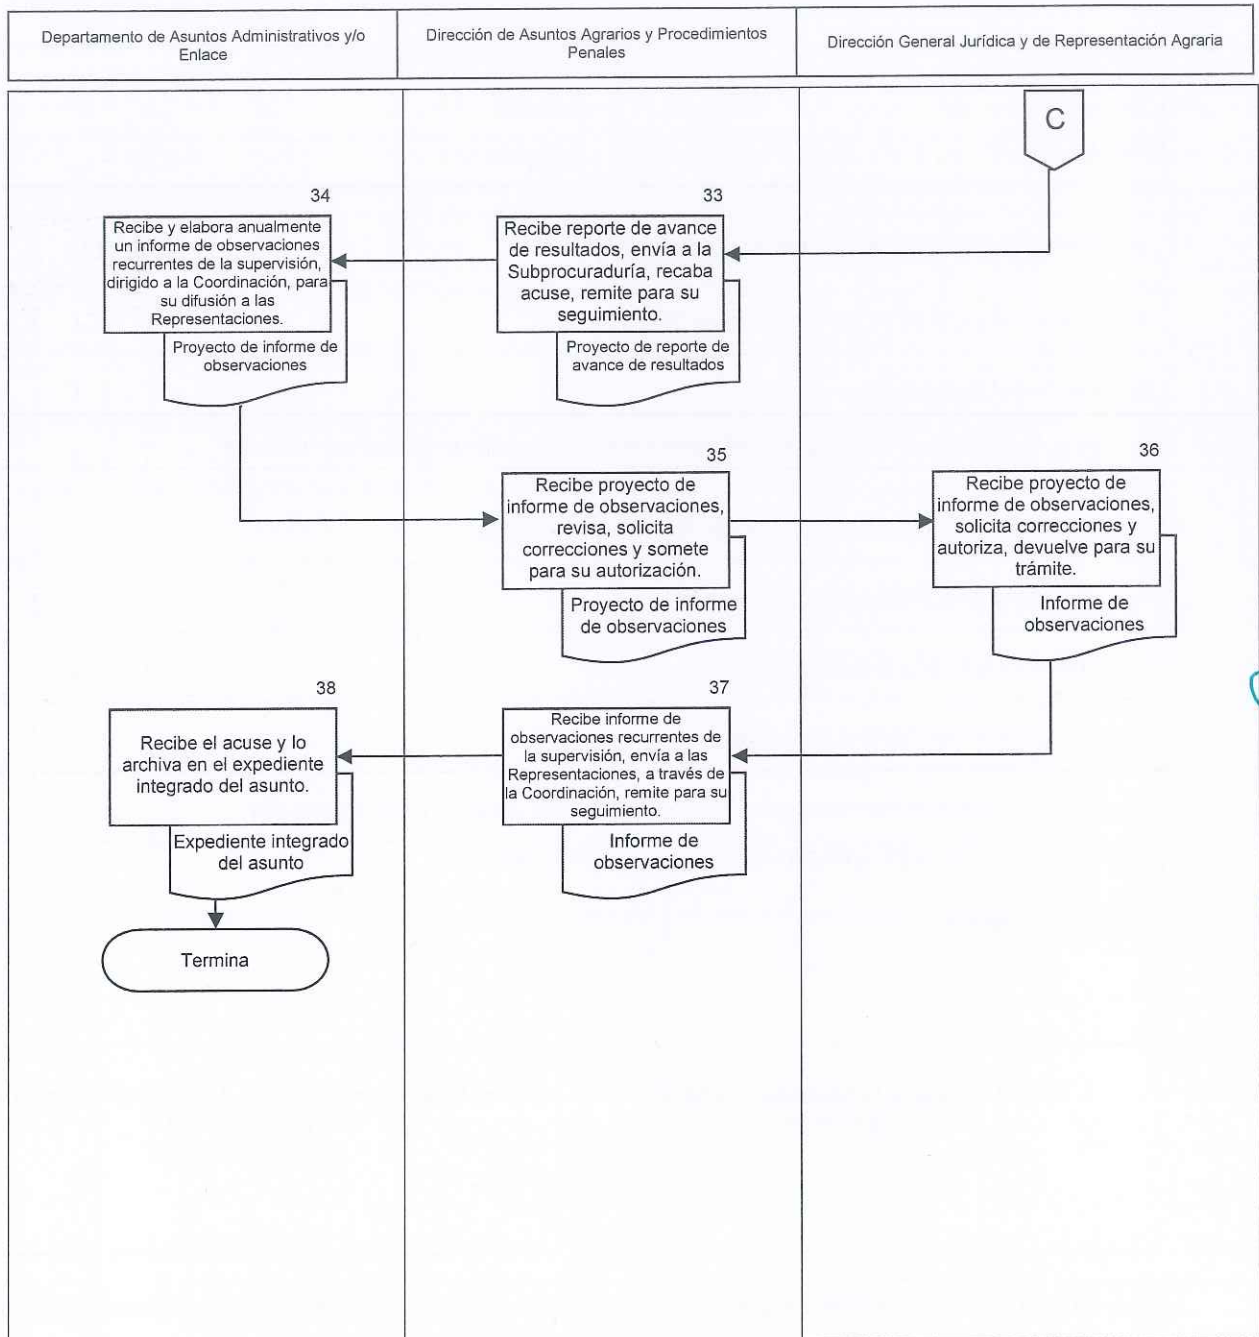 Departamento de Asuntos Administrativos y/o
Enlace
Dirección de Asuntos Agrarios y Procedimientos
Penales
Dirección General Jurídica y de Representación Agraria
C
34
Recibe y elabora anualmente
un informe de observaciones
recurrentes de la supervisión,
dirigido a la Coordinación, para
su difusión a las
Representaciones.
Proyecto de informe de
observaciones
33
Recibe reporte de avance
de resultados, envía a la
Subprocuraduría, recaba
acuse, remite para su
seguimiento.
Proyecto de reporte de
avance de resultados
35
Recibe proyecto de
informe de observaciones,
revisa, solicita
correcciones y somete
para su autorización.
Proyecto de informe
de observaciones
36
Recibe proyecto de
informe de observaciones,
solicita correcciones y
autoriza, devuelve para su
trámite.
Informe de
observaciones
38
Recibe el acuse y lo
archiva en el expediente
integrado del asunto.
Expediente integrado
del asunto
37
Recibe informe de
observaciones recurrentes de
la supervisión, envía a las
Representaciones, a través de
la Coordinación, remite para su
seguimiento.
Informe de
observaciones
Termina